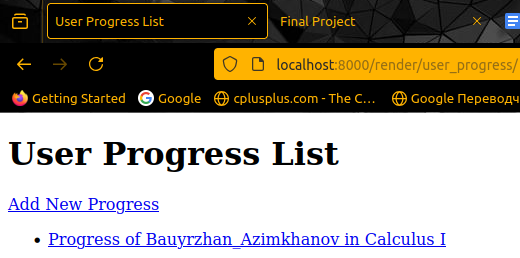 User Progress List
Final Project
localhost:8000/render/user_progress/
Getting Started
Google
cplusplus.com - The C…
Google Переводч
User Progress List
Add New Progress
Progress of Bauyrzhan_Azimkhanov in Calculus I